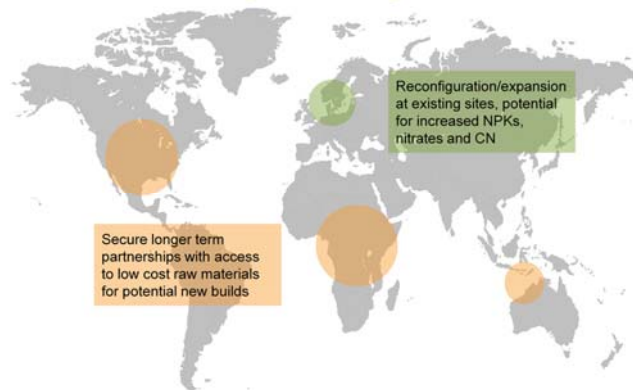 Reconfiguration/expansion
at existing sites, potential
for increased NPKs,
nitrates and CN
Secure longer term
partnerships with access
to low cost raw materials
for potential new builds